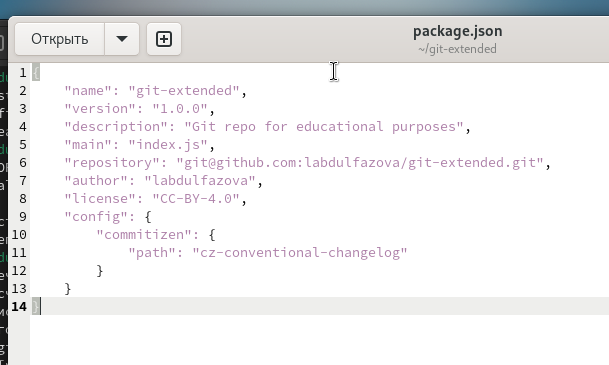 Открыть
package.json
~/git-extended
1 {
2 "name": "git-extended",
3 "version": "1.0.0",
4 "description": "Git repo for educational purposes",
5 "main": "index.js",
6 "repository": "git@github.com:labdulfazova/git-extended.git",
7 "author": "labdulfazova",
8 "license": "CC-BY-4.0",
9 "config": {
10 "commitizen": {
11 "path": "cz-conventional-changelog"
12 }
13 }
14 }